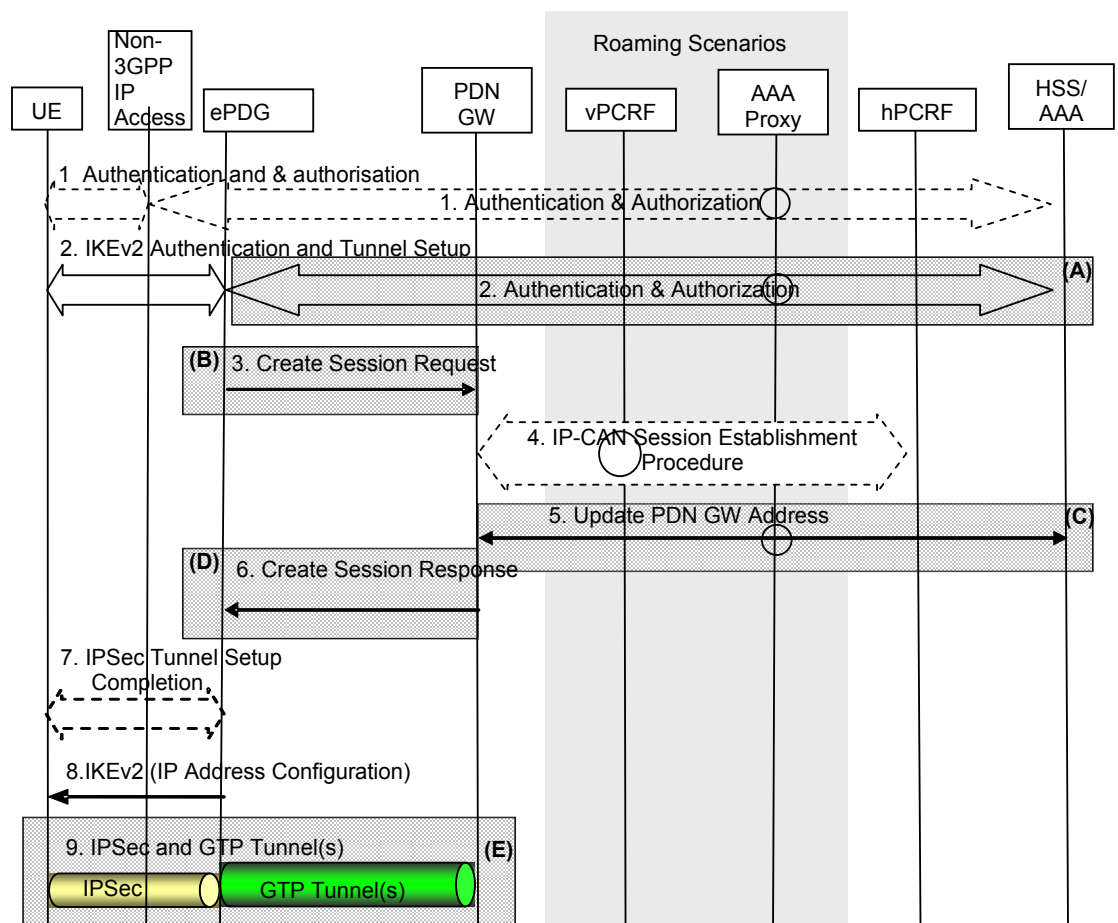 Roaming Scenarios
Non-
3GPP
IP
Access
UE
ePDG
PDN
GW
vPCRF
AAA
Proxy
hPCRF
HSS/
AAA
1 Authentication and & authorisation
1. Authentication & Authorization
2. IKEv2 Authentication and Tunnel Setup
(A)
2. Authentication & Authorization
(B)
3. Create Session Request
4. IP-CAN Session Establishment
Procedure
5. Update PDN GW Address
(C)
(D)
6. Create Session Response
7. IPSec Tunnel Setup
Completion
8.IKEv2 (IP Address Configuration)
9. IPSec and GTP Tunnel(s)
(E)
IPSec
GTP Tunnel(s)